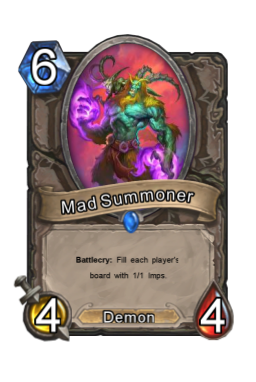 6
Mad Summoner
Battlecry: Fill each player's
board with 1/1 Imps.
4 Demon 4